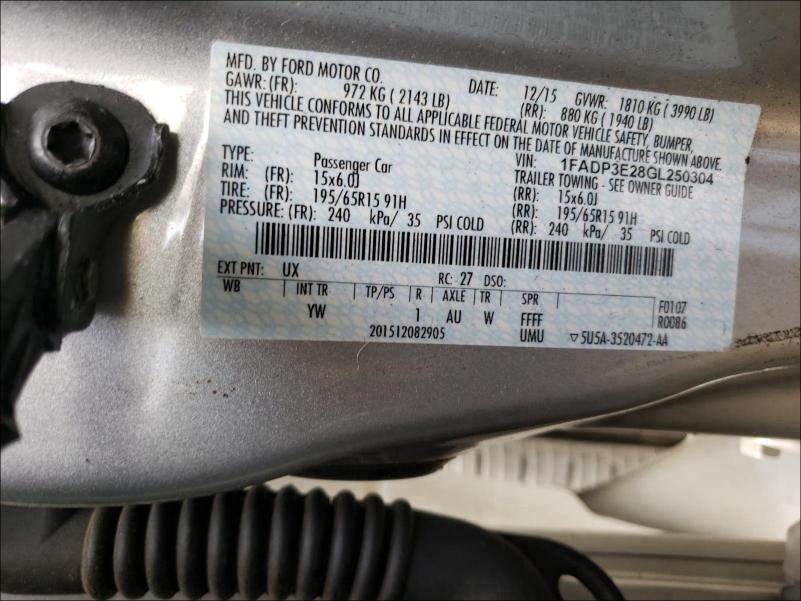 MFD. BY FORD MOTOR CO. DATE: 12/15 GVWR: 1810 KG ( 3990 LB)
GAWR: (FR): 972 KG ( 2143 LB) (RR): 880 KG ( 1940 LB)
THIS VEHICLE CONFORMS TO ALL APPLICABLE FEDERAL MOTOR VEHICLE SAFETY, BUMPER,
AND THEFT PREVENTION STANDARDS IN EFFECT ON THE DATE OF MANUFACTURE SHOWN ABOVE.
VIN: 1FADP3E28GL250304
TYPE: Passenger Car TRAILER TOWING - SEE OWNER GUIDE
RIM: (FR): 15x6.0J (RR): 15x6.0J
TIRE: (FR): 195/65R15 91H (RR): 195/65R15 91H
PRESSURE: (FR): 240 kPa/ 35 PSI COLD (RR): 240 kPa/ 35 PSI COLD
EXT PNT: UX RC: 27 DSO:
WB INT TR TP/PS R AXLE TR SPR F0107
YW 1 AU W FFFF R0086
201512082905 UMU ▽5U5A-3520472-AA